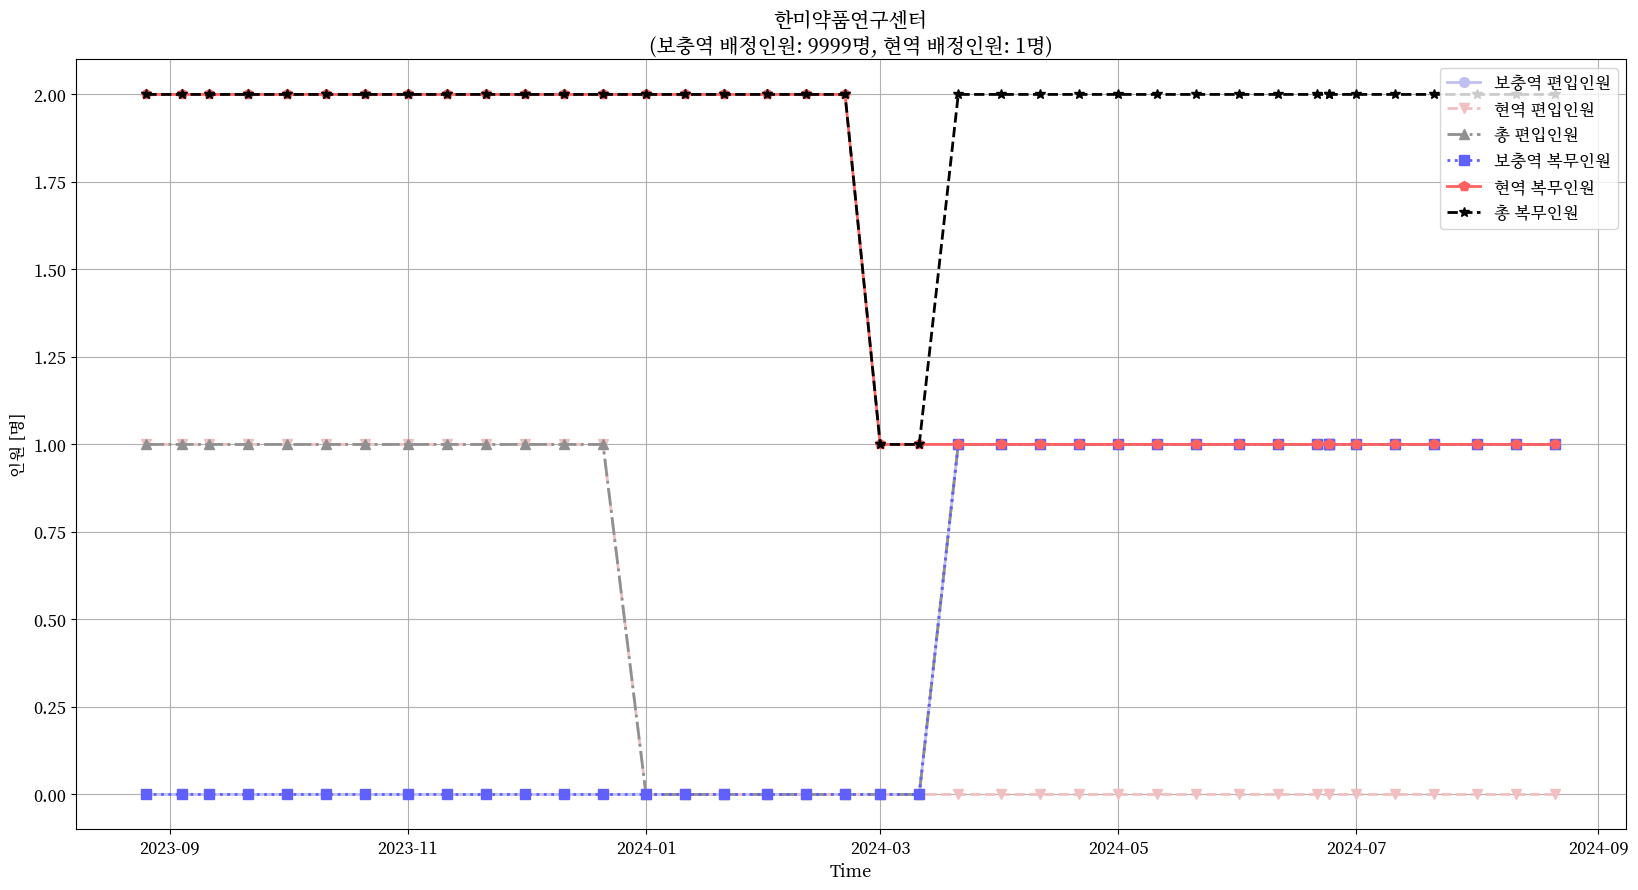 한미약품연구센터
(보충역 배정인원: 9999명, 현역 배정인원: 1명)
보충역 편입인원
현역 편입인원
총 편입인원
보충역 복무인원
현역 복무인원
총 복무인원
인원 [명]
2.00
1.75
1.50
1.25
1.00
0.75
0.50
0.25
0.00
2023-09 2023-11 2024-01 2024-03 2024-05 2024-07 2024-09
Time